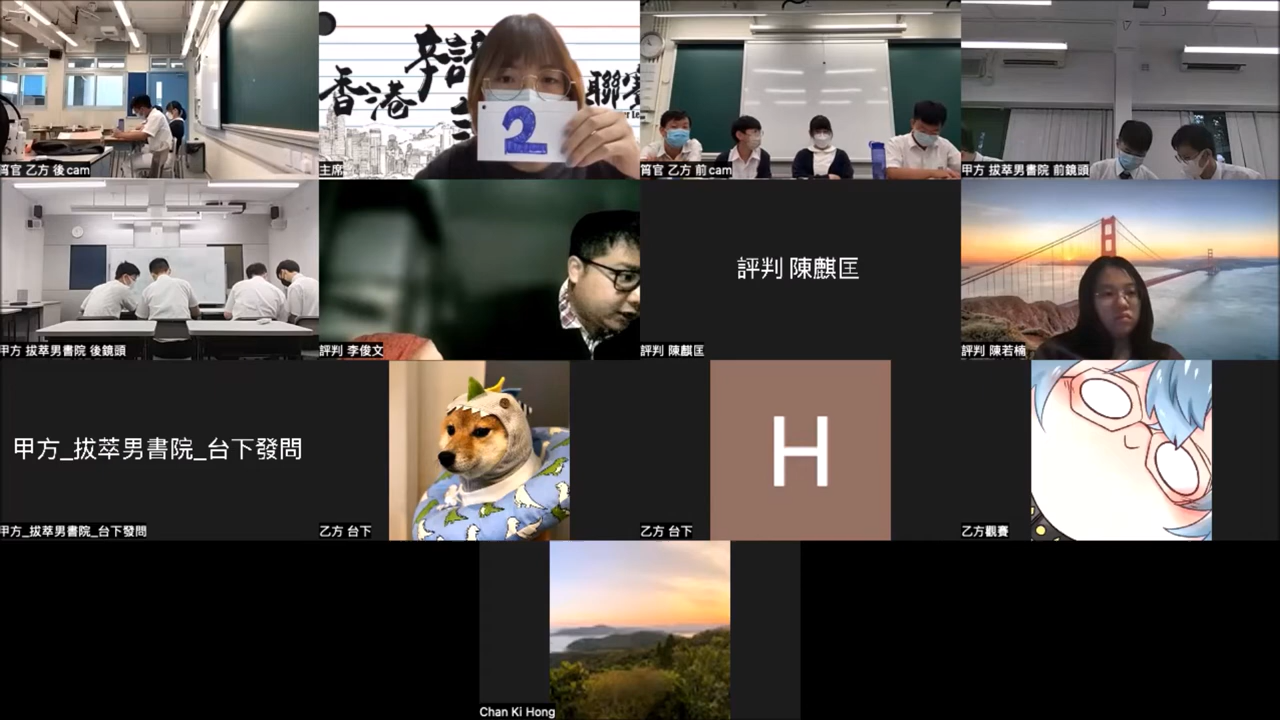 筲官 乙方 後cam
香港
辯
聯賽
2
主席
筲官 乙方 前cam
甲方 拔萃男書院 前鏡頭
甲方 拔萃男書院 後鏡頭
評判 李俊文
評判 陳麒匡
評判 陳麒匡
評判 陳若楠
甲方_拔萃男書院_台下發問
甲方_拔萃男書院_台下發問
乙方 台下
H
乙方 台下
乙方觀賽
Chan Ki Hong